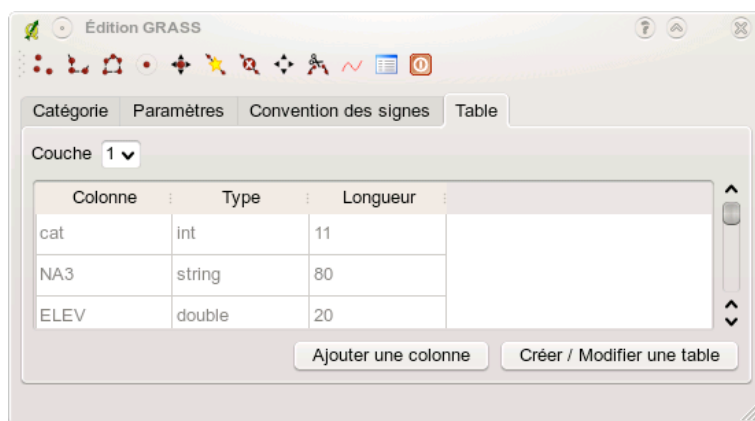 Édition GRASS
Catégorie Paramètres Convention des signes Table
Couche 1
Colonne Type Longueur
cat int 11
NA3 string 80
ELEV double 20
Ajouter une colonne Créer / Modifier une table